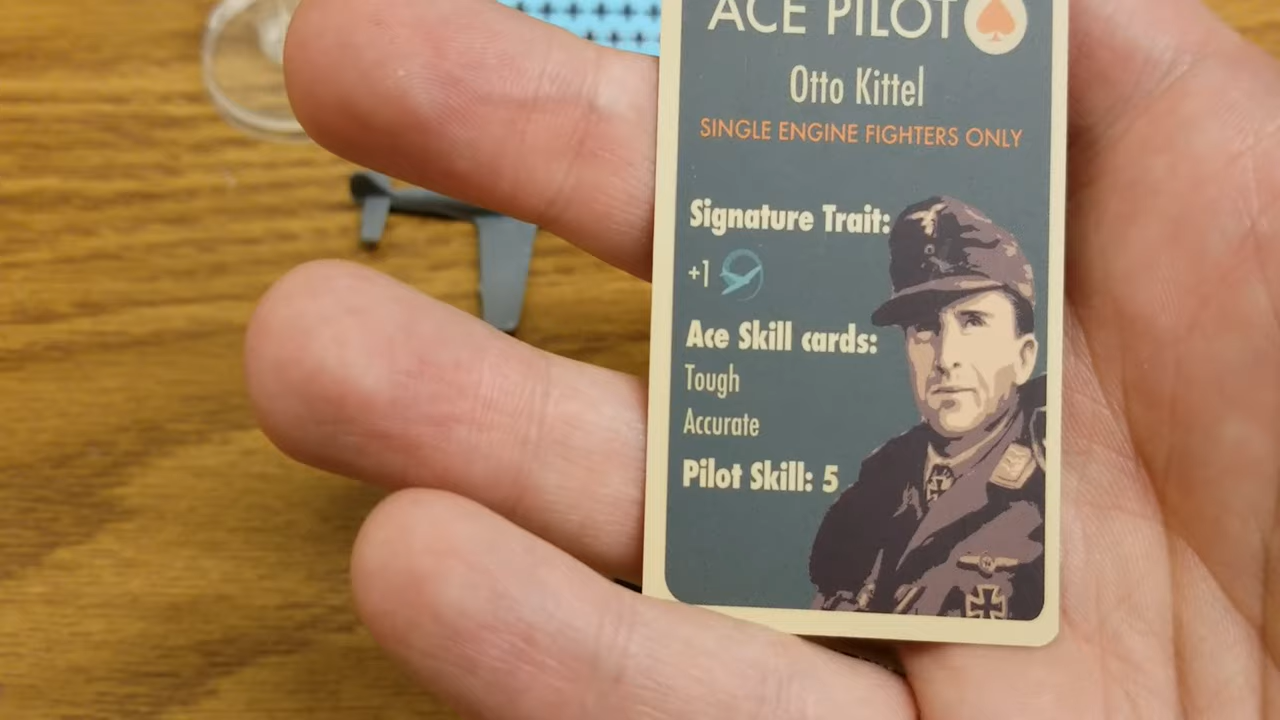 ACE PILOT
Otto Kittel
SINGLE ENGINE FIGHTERS ONLY
Signature Trait:
+1
Ace Skill cards:
Tough
Accurate
Pilot Skill: 5